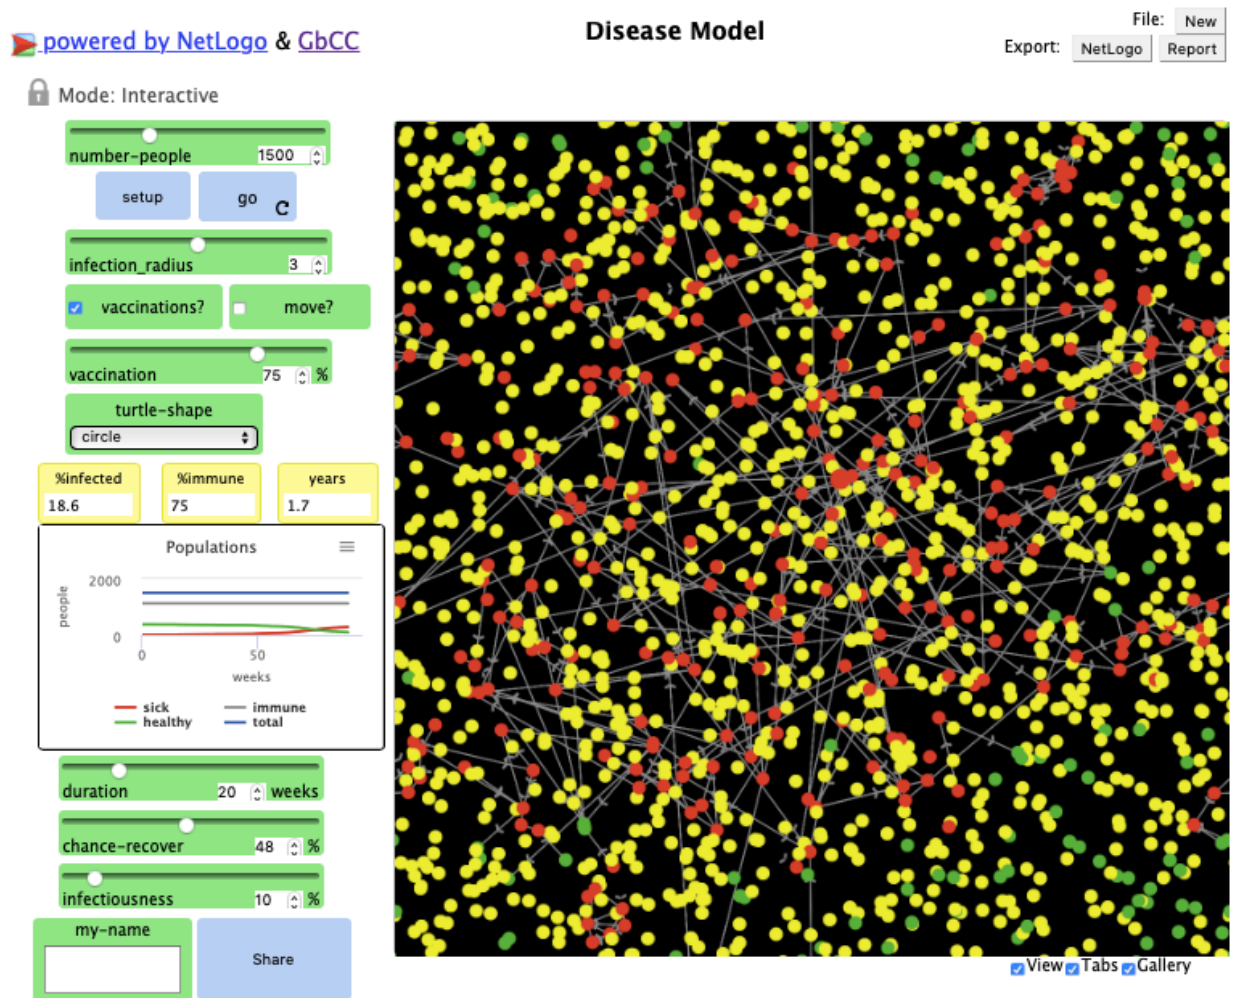 powered by NetLogo & GbCC
Disease Model
File: New
Export: NetLogo Report
Mode: Interactive
number-people 1500
setup go
infection_radius 3
vaccinations? move?
vaccination 75 %
turtle-shape
circle
%infected %immune years
18.6 75 1.7
Populations
2000
people
0
0 50
weeks
sick immune
healthy total
duration 20 weeks
chance-recover 48 %
infectiousness 10 %
my-name
Share
View Tabs Gallery